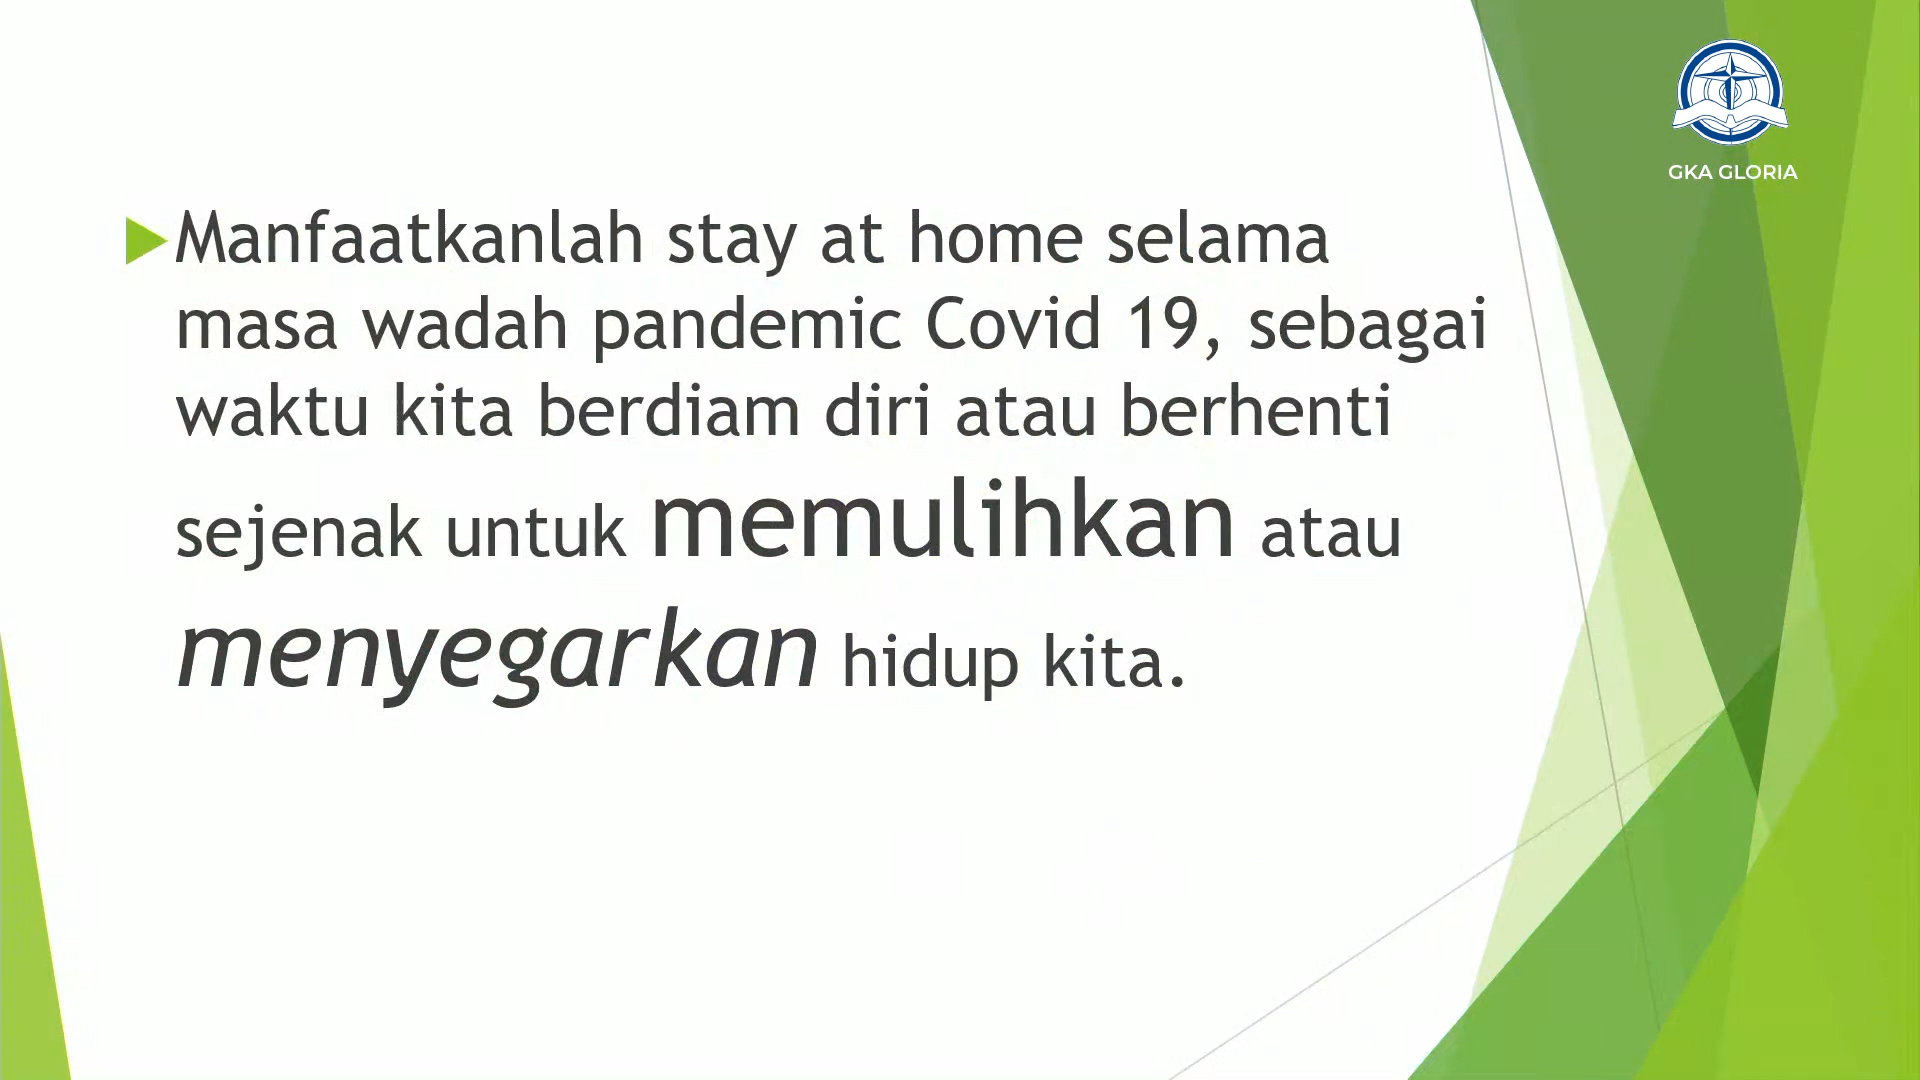 GKA GLORIA
Manfaatkanlah stay at home selama
masa wadah pandemic Covid 19, sebagai
waktu kita berdiam diri atau berhenti
sejenak untuk memulihkan atau
menyegarkan hidup kita.